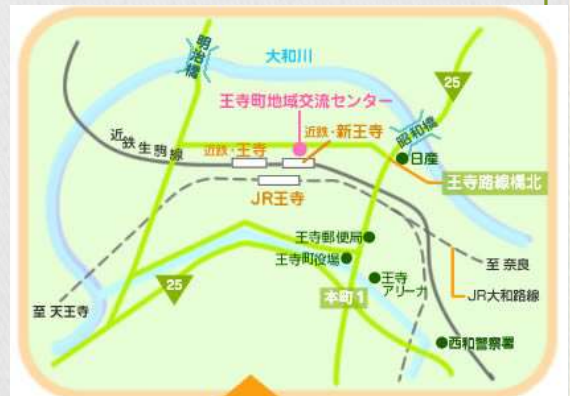 明治橋
大和川
25
王寺町地域交流センター
近鉄生駒線
近鉄・王寺
近鉄・新王寺
昭和橋
日産
王寺路線橋北
JR王寺
王寺郵便局
王寺町役場
至 奈良
王寺
アリーナ
JR大和路線
25
本町1
至 天王寺
西和警察署